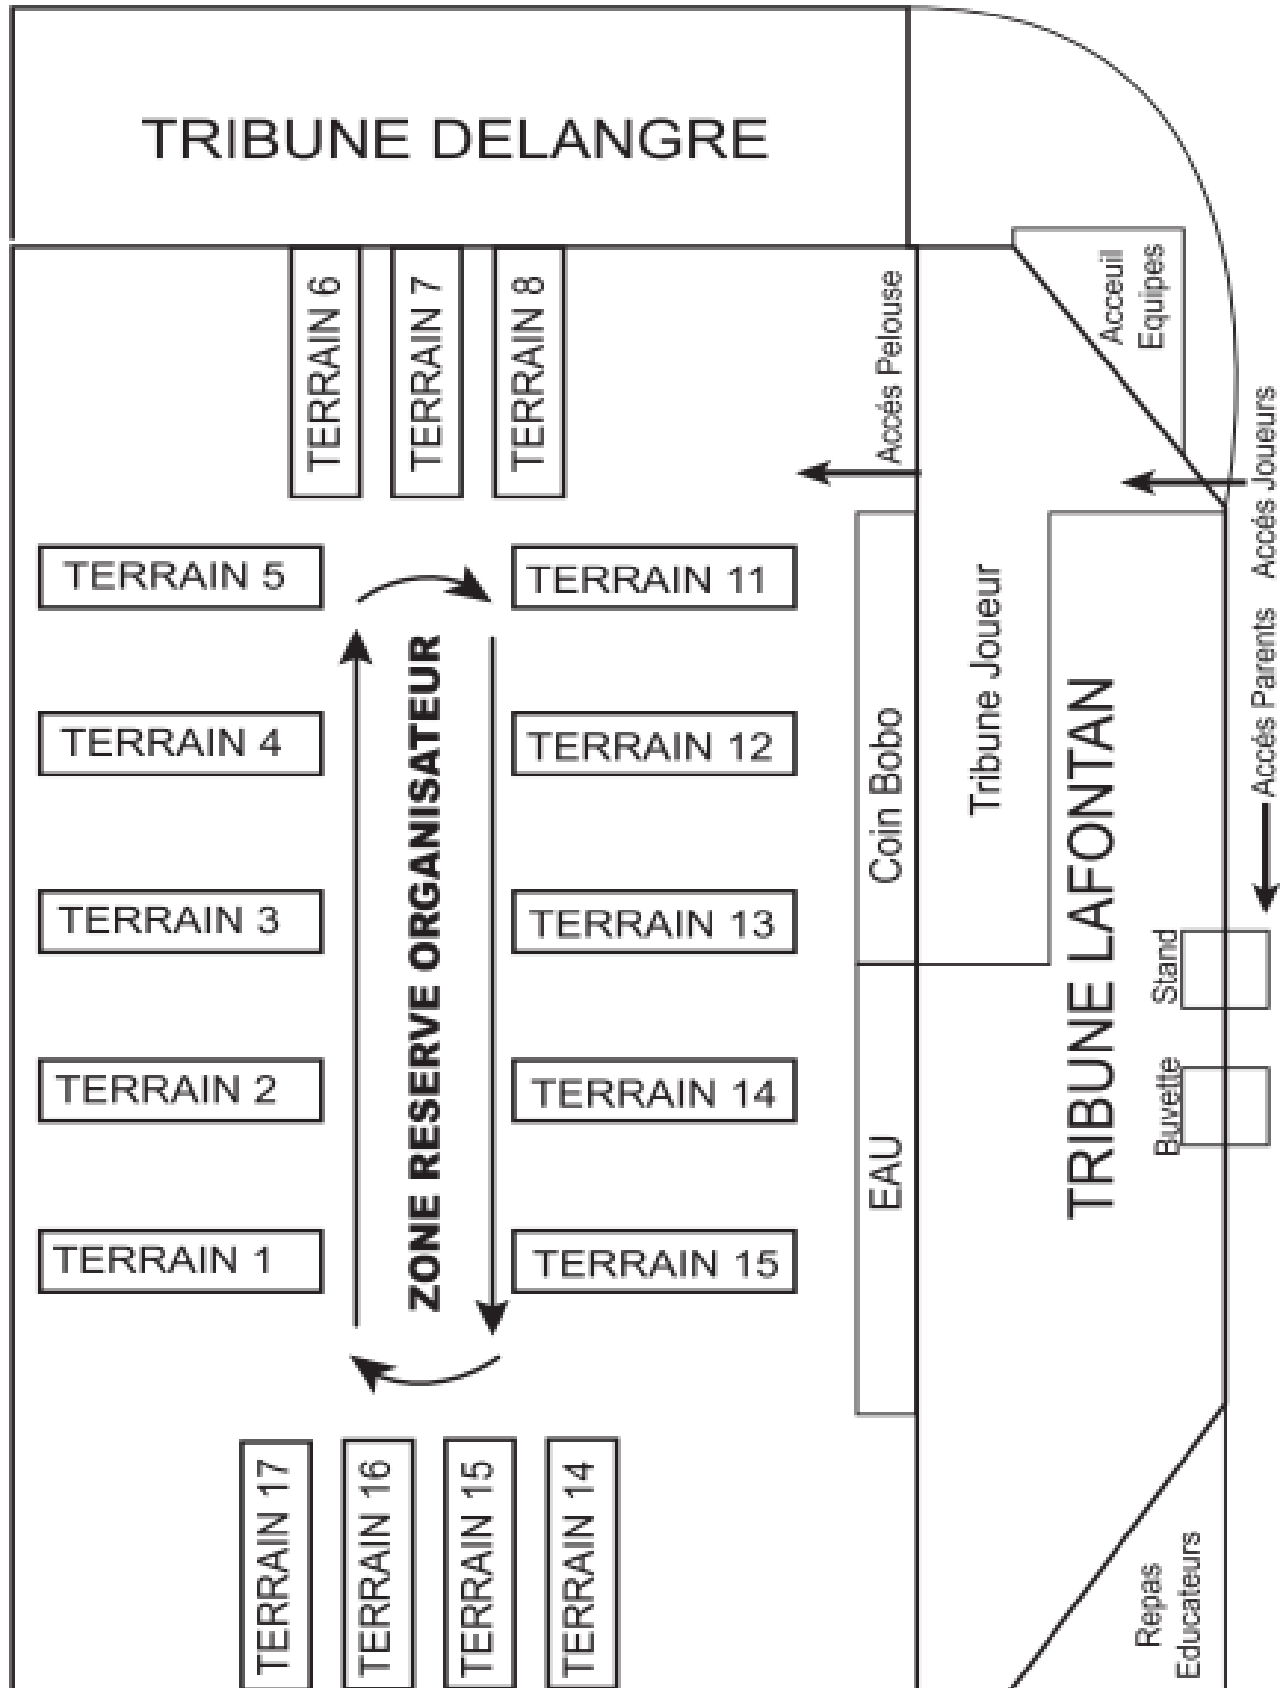 TRIBUNE DELANGRE
TERRAIN 6
TERRAIN 7
TERRAIN 8
Accés Pelouse
Acceuil
Equipes
Accés Joueurs
TERRAIN 5
TERRAIN 11
TERRAIN 4
TERRAIN 12
TERRAIN 3
TERRAIN 13
TERRAIN 2
TERRAIN 14
TERRAIN 1
TERRAIN 15
ZONE RESERVE ORGANISATEUR
Coin Bobo
EAU
Tribune Joueur
TRIBUNE LAFONTAN
Accés Parents
Stand
Buvette
TERRAIN 17
TERRAIN 16
TERRAIN 15
TERRAIN 14
Repas
Educateurs